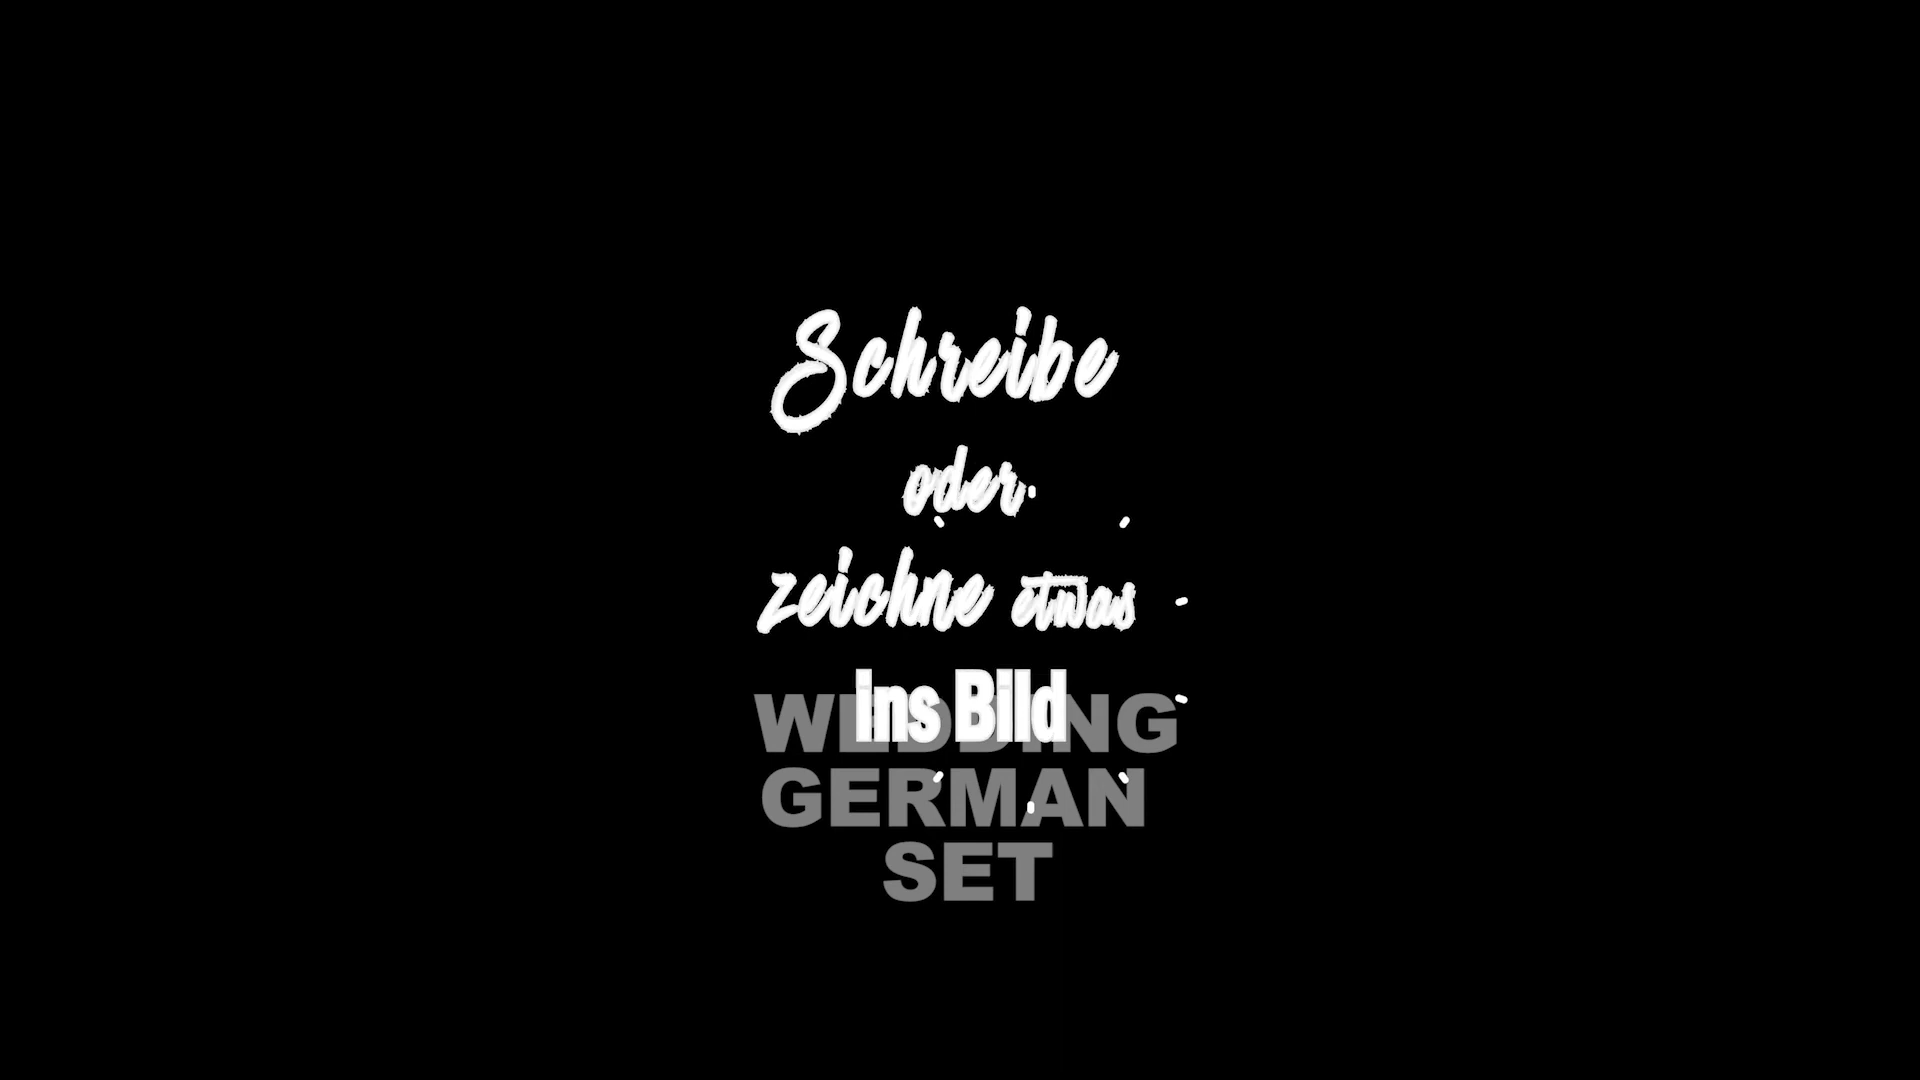 Schreibe
oder
zeichne etwas
ins Bild
WEDDING
GERMAN
SET